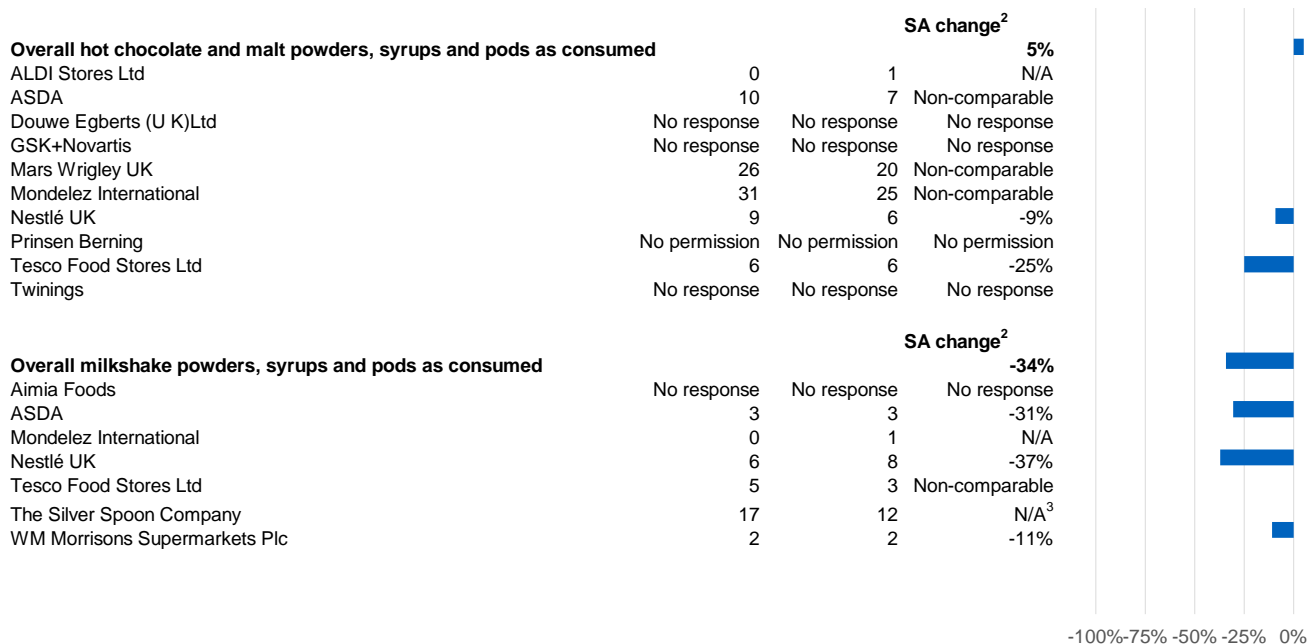 SA change2
Overall hot chocolate and malt powders, syrups and pods as consumed 5%
ALDI Stores Ltd 0 1 N/A
ASDA 10 7 Non-comparable
Douwe Egberts (U K)Ltd No response No response No response
GSK+Novartis No response No response No response
Mars Wrigley UK 26 20 Non-comparable
Mondelez International 31 25 Non-comparable
Nestlé UK 9 6 -9%
Prinsen Berning No permission No permission No permission
Tesco Food Stores Ltd 6 6 -25%
Twinings No response No response No response
SA change2
Overall milkshake powders, syrups and pods as consumed -34%
Aimia Foods No response No response No response
ASDA 3 3 -31%
Mondelez International 0 1 N/A
Nestlé UK 6 8 -37%
Tesco Food Stores Ltd 5 3 Non-comparable
The Silver Spoon Company 17 12 N/A3
WM Morrisons Supermarkets Plc 2 2 -11%
-100% -75% -50% -25% 0%